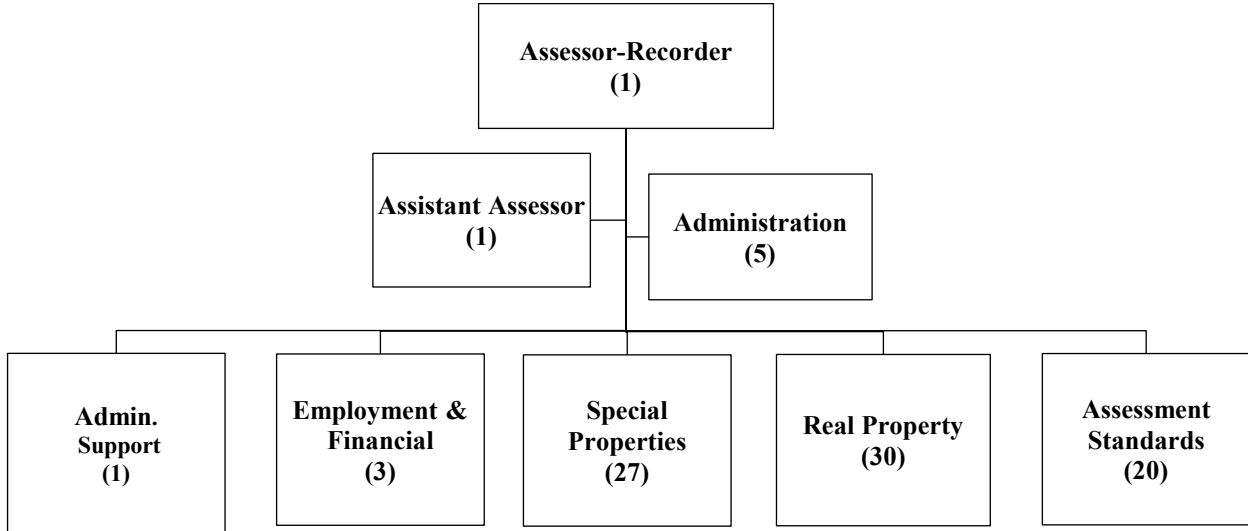 Assessor-Recorder
(1)
Assistant Assessor
(1)
Administration
(5)
Admin.
Support
(1)
Employment &
Financial
(3)
Special
Properties
(27)
Real Property
(30)
Assessment
Standards
(20)